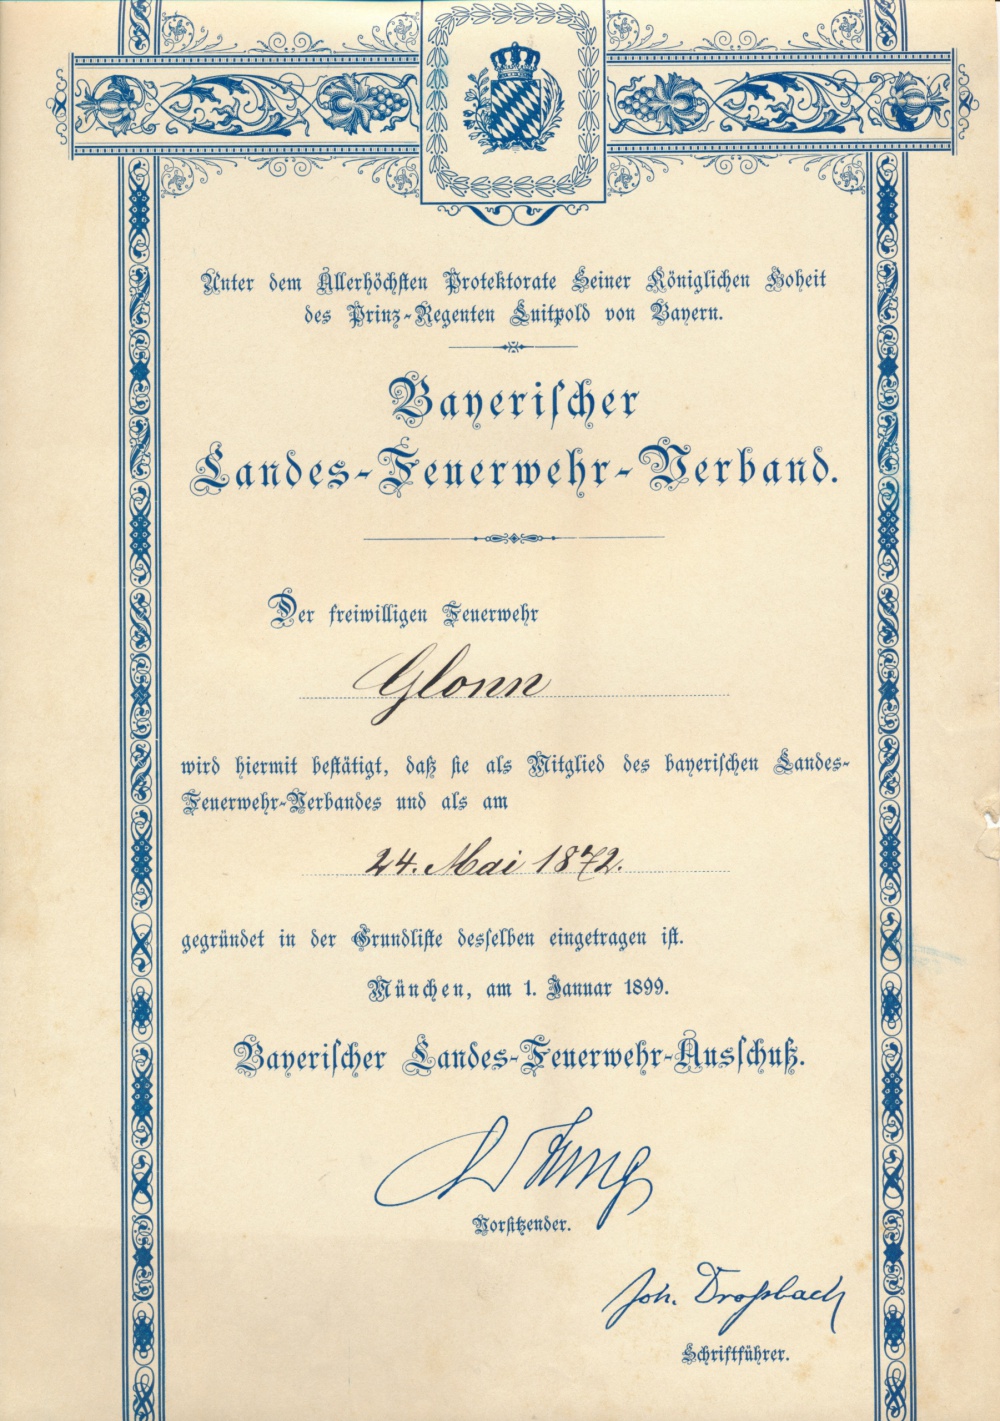 Unter dem Allerhöchsten Protektorate Seiner Königlichen Hoheit
des Prinz-Regenten Luitpold von Bayern.
Bayerischer
Landes-Feuerwehr-Verband.
Der freiwilligen Feuerwehr
Glonn
wird hiermit bestätigt, daß sie als Mitglied des bayerischen Landes-
Feuerwehr-Verbandes und als am
24. Mai 1872.
gegründet in der Grundliste desselben eingetragen ist.
München, am 1. Januar 1899.
Bayerischer Landes-Feuerwehr-Ausschuß.
Vorsitzender.
Joh. Droßbach
Schriftführer.